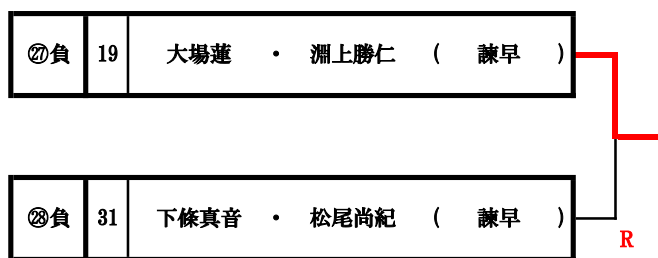 ㉗負 19 大場蓮 ・ 淵上勝仁 ( 諫早 )
㉘負 31 下條真音 ・ 松尾尚紀 ( 諫早 )
R